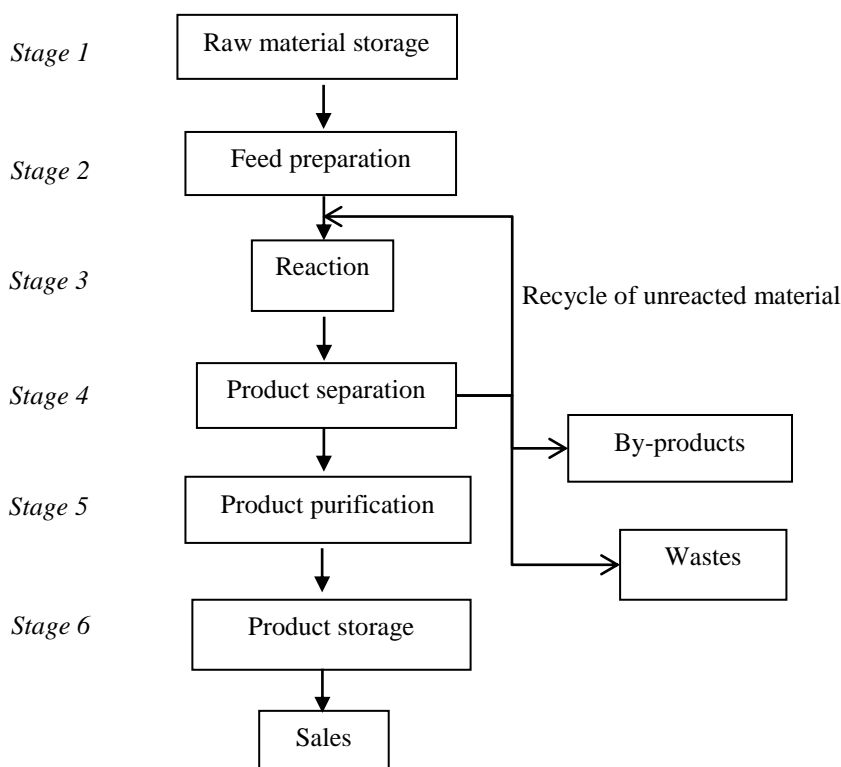 Stage 1
Raw material storage
Stage 2
Feed preparation
Stage 3
Reaction
Recycle of unreacted material
Stage 4
Product separation
By-products
Stage 5
Product purification
Wastes
Stage 6
Product storage
Sales